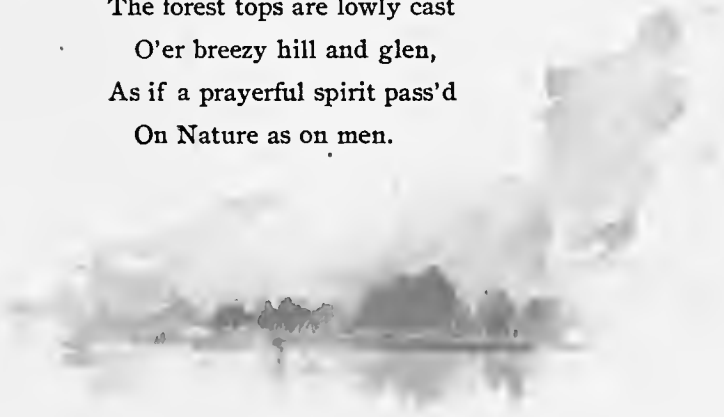 The forest tops are lowly cast
O'er breezy hill and glen,
As if a prayerful spirit pass'd
On Nature as on men.